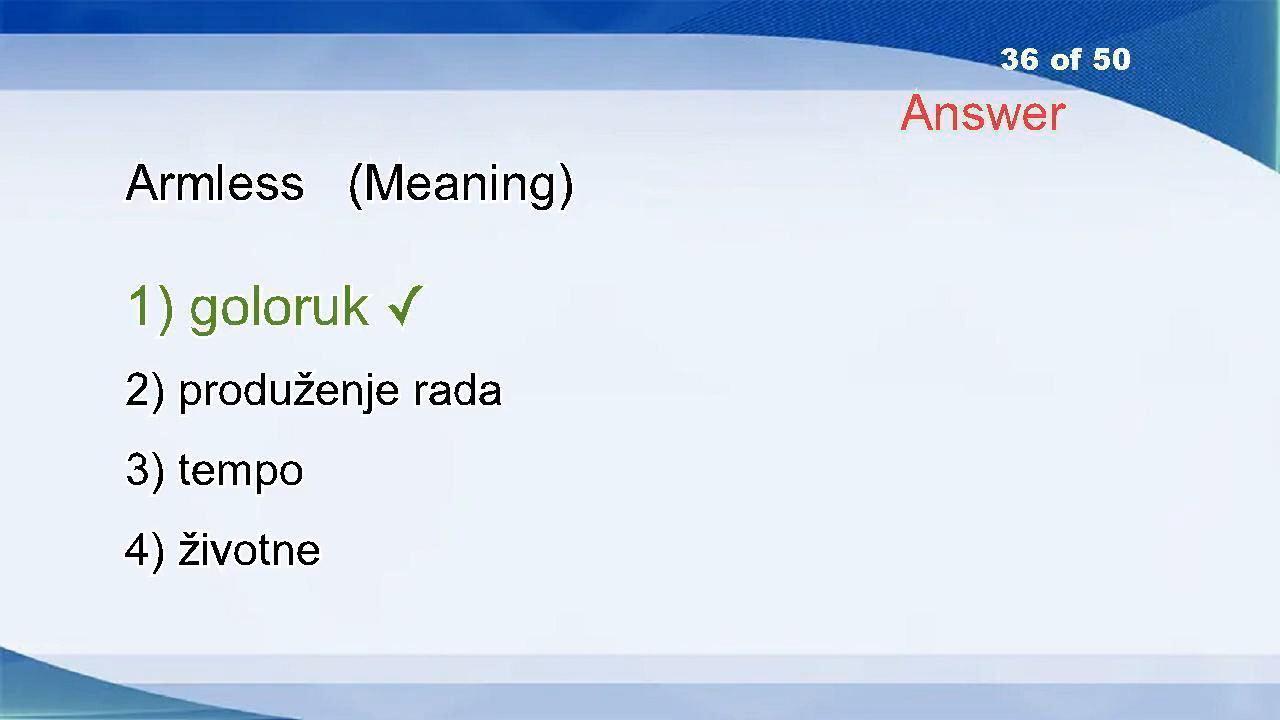 36 of 50
Answer
Armless (Meaning)
1) goloruk ✓
2) produženje rada
3) tempo
4) životne